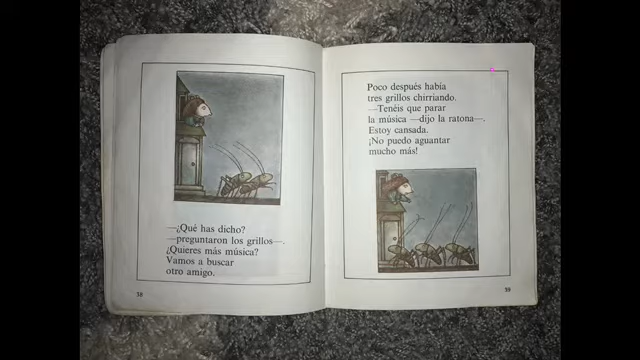 —¿Qué has dicho?
—preguntaron los grillos—.
¿Quieres más música?
Vamos a buscar
otro amigo.
58
Poco después había
tres grillos chirriando.
—Tenéis que parar
la música —dijo la ratona—.
Estoy cansada.
¡No puedo aguantar
mucho más!
59